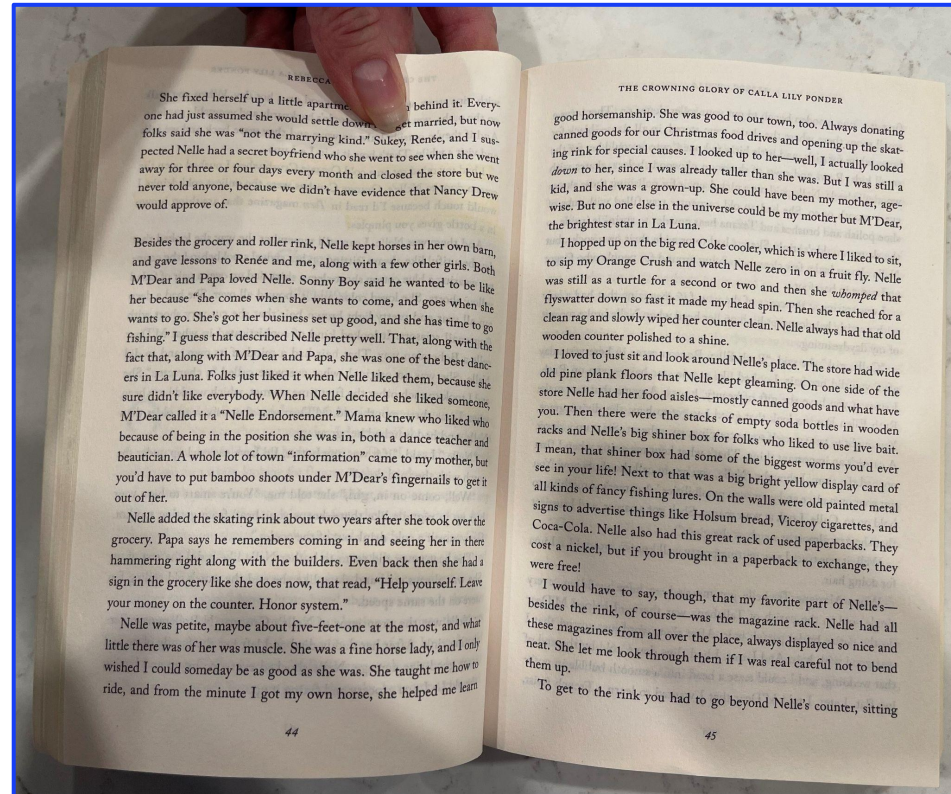 REBECCA
She fixed herself up a little behind it. Every-
one had just assumed she would settle get married, but now
folks said she was "not the marrying kind." Sukey, Renée, and I sus-
pected Nelle had a secret boyfriend who she went to see when she went
away for three or four days every month and closed the store but we
never told anyone, because we didn't have evidence that Nancy Drew
would approve of.
Besides the grocery and roller rink, Nelle kept horses in her own barn,
and gave lessons to Renée and me, along with a few other girls. Both
M'Dear and Papa loved Nelle. Sonny Boy said he wanted to be like
her because "she comes when she wants to come, and goes when she
wants to go. She's got her business set up good, and she has time to go
fishing." I guess that described Nelle pretty well. That, along with the
fact that, along with M'Dear and Papa, she was one of the best danc-
ers in La Luna. Folks just liked it when Nelle liked them, because she
sure didn't like everybody. When Nelle decided she liked someone,
M'Dear called it a "Nelle Endorsement." Mama knew who liked who
because of being in the position she was in, both a dance teacher and
beautician. A whole lot of town "information" came to my mother, but
you'd have to put bamboo shoots under M'Dear's fingernails to get it
out of her.
Nelle added the skating rink about two years after she took over the
grocery. Papa says he remembers coming in and seeing her in there
hammering right along with the builders. Even back then she had a
sign in the grocery like she does now, that read, "Help yourself. Leave
your money on the counter. Honor system."
Nelle was petite, maybe about five-feet-one at the most, and what
little there was of her was muscle. She was a fine horse lady, and I only
wished I could someday be as good as she was. She taught me how to
ride, and from the minute I got my own horse, she helped me learn
44
THE CROWNING GLORY OF CALLA LILY PONDER
good horsemanship. She was good to our town, too. Always donating
canned goods for our Christmas food drives and opening up the skat-
ing rink for special causes. I looked up to her—well, I actually looked
down to her, since I was already taller than she was. But I was still a
kid, and she was a grown-up. She could have been my mother, age-
wise. But no one else in the universe could be my mother but M'Dear,
the brightest star in La Luna.
I hopped up on the big red Coke cooler, which is where I liked to sit,
to sip my Orange Crush and watch Nelle zero in on a fruit fly. Nelle
was still as a turtle for a second or two and then she whomped that
flyswatter down so fast it made my head spin. Then she reached for a
clean rag and slowly wiped her counter clean. Nelle always had that old
wooden counter polished to a shine.
I loved to just sit and look around Nelle's place. The store had wide
old pine plank floors that Nelle kept gleaming. On one side of the
store Nelle had her food aisles—mostly canned goods and what have
you. Then there were the stacks of empty soda bottles in wooden
racks and Nelle's big shiner box for folks who liked to use live bait.
I mean, that shiner box had some of the biggest worms you'd ever
see in your life! Next to that was a big bright yellow display card of
all kinds of fancy fishing lures. On the walls were old painted metal
signs to advertise things like Holsum bread, Viceroy cigarettes, and
Coca-Cola. Nelle also had this great rack of used paperbacks. They
cost a nickel, but if you brought in a paperback to exchange, they
were free!
I would have to say, though, that my favorite part of Nelle's—
besides the rink, of course—was the magazine rack. Nelle had all
these magazines from all over the place, always displayed so nice and
neat. She let me look through them if I was real careful not to bend
them up.
To get to the rink you had to go beyond Nelle's counter, sitting
45